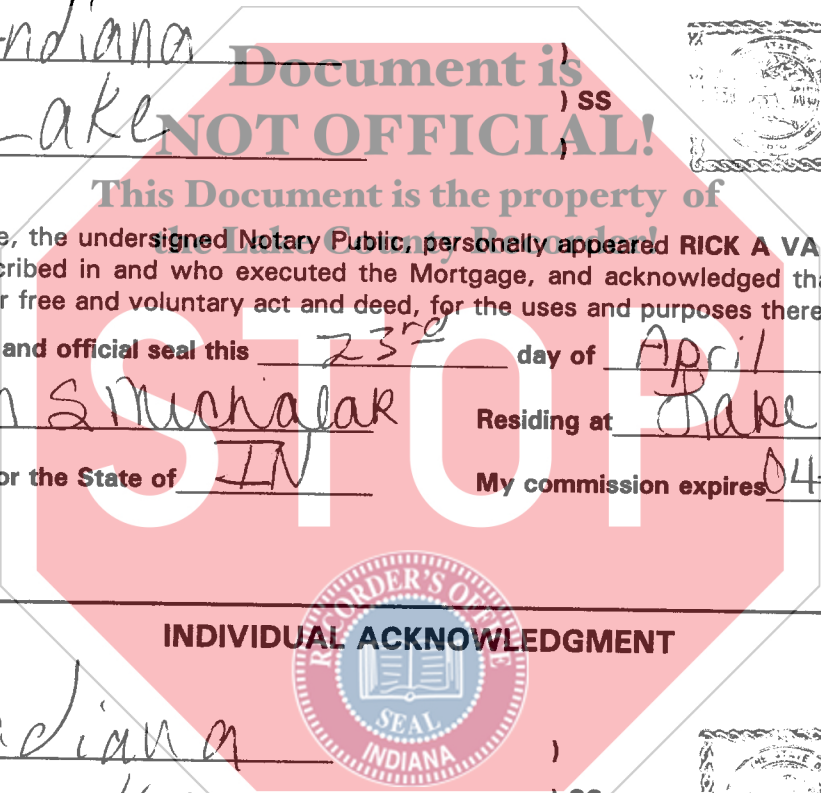 ndiana )
Document is
) SS
Lake )
NOT OFFICIAL!
This Document is the property of
the Lake County Recorder!
e, the undersigned Notary Public, personally appeared RICK A VA
cribed in and who executed the Mortgage, and acknowledged tha
r free and voluntary act and deed, for the uses and purposes there
and official seal this 23rd day of April
STOP
n S Michalak Residing at Lake
or the State of IN My commission expires 04-
RECORDER'S OFFICE
INDIVIDUAL ACKNOWLEDGMENT
SEAL
INDIANA
ndiana )
SS